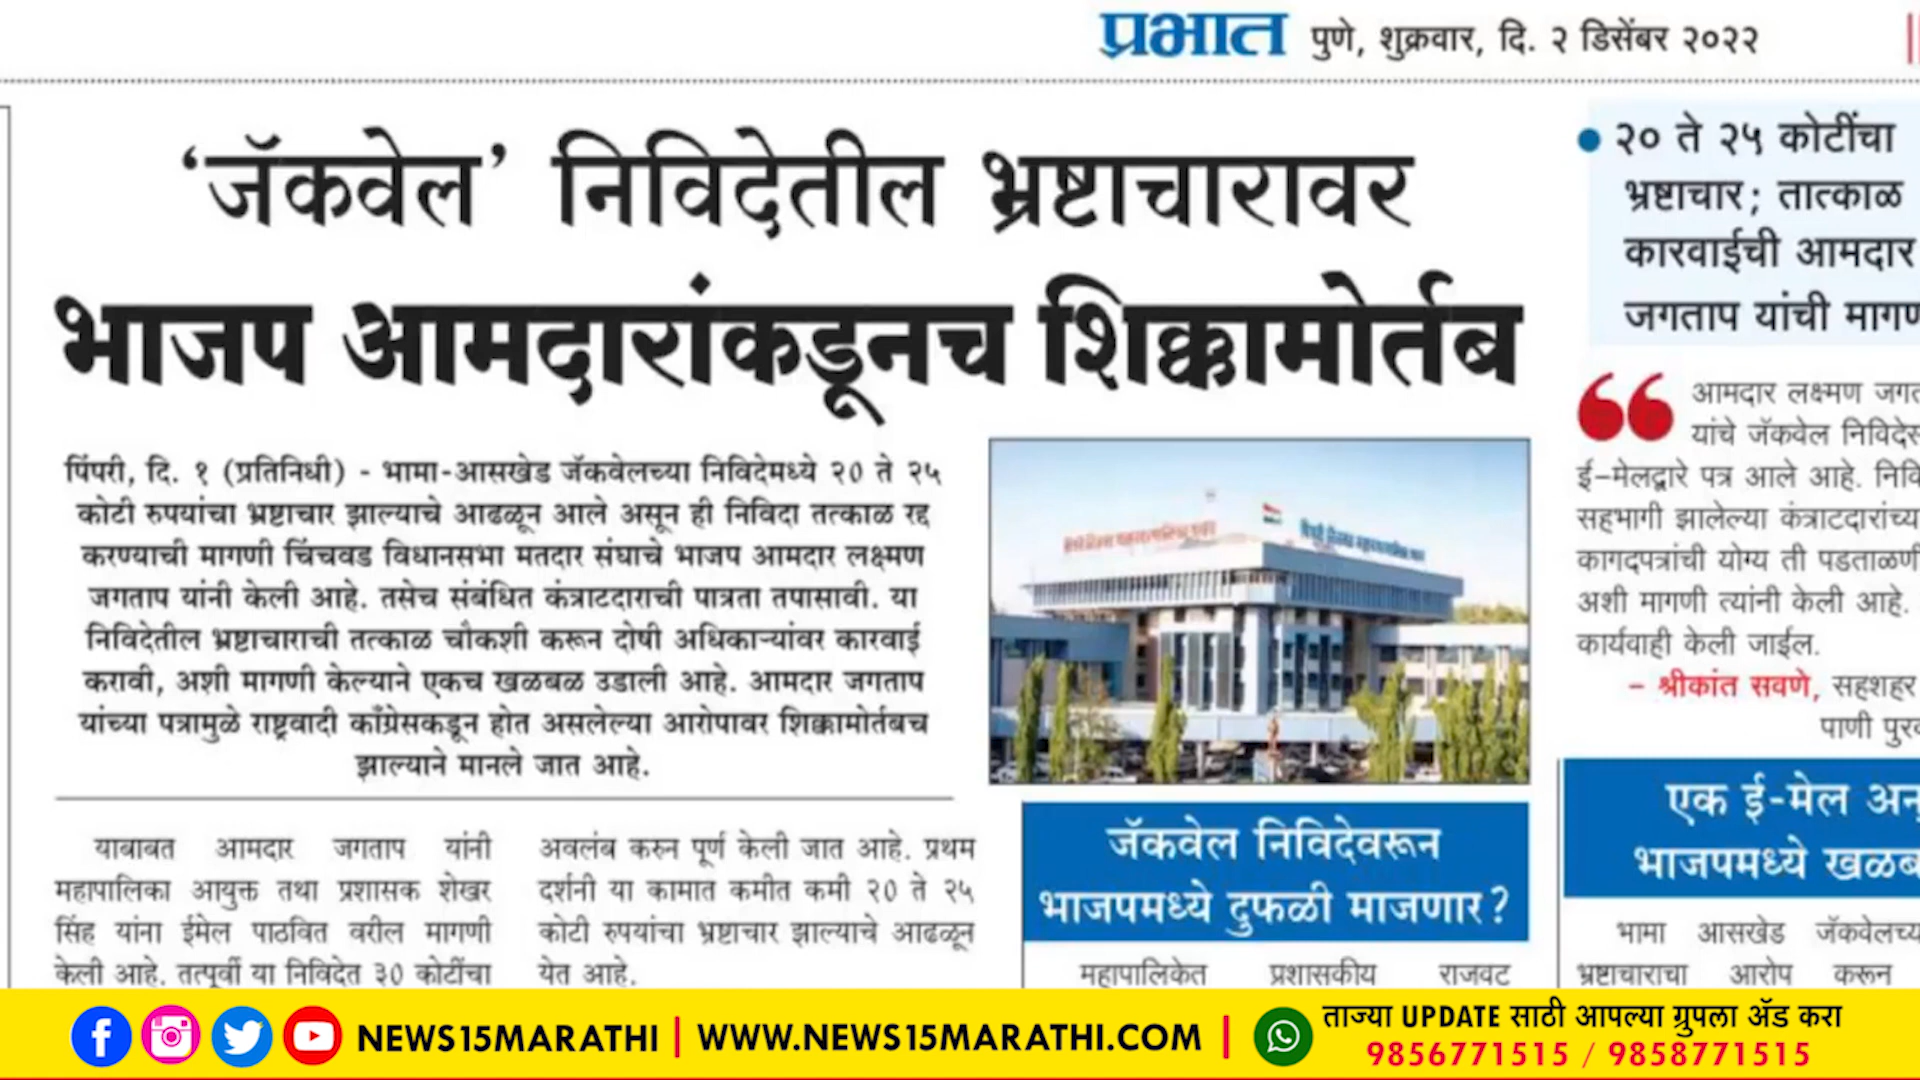 प्रभात पुणे, शुक्रवार, दि. २ डिसेंबर २०२२
‘जॅकवेल’ निविदेतील भ्रष्टाचारावर
भाजप आमदारांकडूनच शिक्कामोर्तब
पिंपरी, दि. १ (प्रतिनिधी) - भामा-आसखेड जॅकवेलच्या निविदेमध्ये २० ते २५
कोटी रुपयांचा भ्रष्टाचार झाल्याचे आढळून आले असून ही निविदा तत्काळ रद्द
करण्याची मागणी चिंचवड विधानसभा मतदार संघाचे भाजप आमदार लक्ष्मण
जगताप यांनी केली आहे. तसेच संबंधित कंत्राटदाराची पात्रता तपासावी. या
निविदेतील भ्रष्टाचाराची तत्काळ चौकशी करून दोषी अधिकाऱ्यांवर कारवाई
करावी, अशी मागणी केल्याने एकच खळबळ उडाली आहे. आमदार जगताप
यांच्या पत्रामुळे राष्ट्रवादी काँग्रेसकडून होत असलेल्या आरोपावर शिक्कामोर्तबच
झाल्याने मानले जात आहे.
याबाबत आमदार जगताप यांनी
महापालिका आयुक्त तथा प्रशासक शेखर
सिंह यांना ईमेल पाठवित वरील मागणी
केली आहे. तत्पूर्वी या निविदेत ३० कोटींचा
अवलंब करुन पूर्ण केली जात आहे. प्रथम
दर्शनी या कामात कमीत कमी २० ते २५
कोटी रुपयांचा भ्रष्टाचार झाल्याचे आढळून
येत आहे.
जॅकवेल निविदेवरून
भाजपमध्ये दुफळी माजणार?
महापालिकेत प्रशासकीय राजवट
● २० ते २५ कोटींचा
भ्रष्टाचार; तात्काळ
कारवाईची आमदार
जगताप यांची
आमदार लक्ष्मण
यांचे जॅकवेल
ई-मेलद्वारे पत्र आले आहे.
सहभागी झालेल्या
कागदपत्रांची योग्य ती
अशी मागणी त्यांनी केली आहे.
कार्यवाही केली जाईल.
- श्रीकांत सवणे, सहशहर
पाणी
एक ई-मेल
भाजपमध्ये
भामा आसखेड
भ्रष्टाचाराचा आरोप करून
NEWS15MARATHI | WWW.NEWS15MARATHI.COM |
ताज्या UPDATE साठी आपल्या ग्रुपला ॲड करा
9856771515 / 9858771515